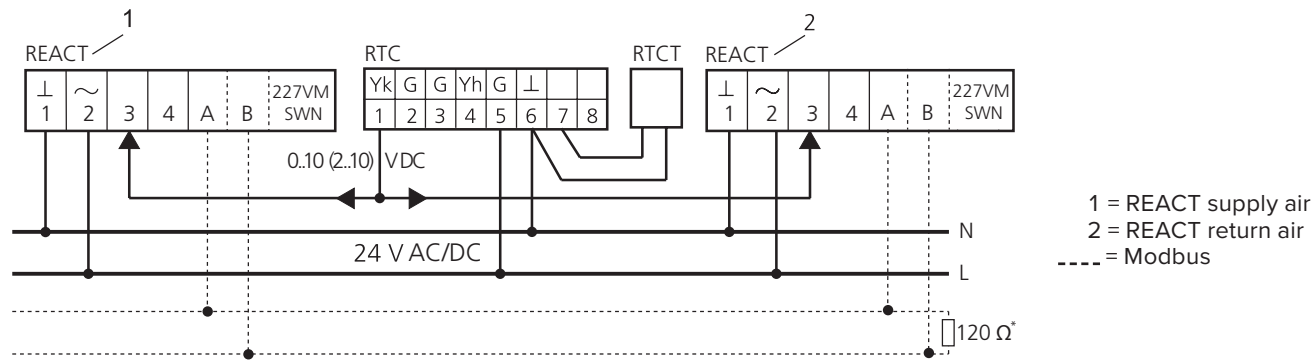 1
REACT
⊥ ~ 227VM
1 2 3 4 A B SWN
RTC
Yk G G Yh G ⊥
1 2 3 4 5 6 7 8
RTCT
2
REACT
⊥ ~ 227VM
1 2 3 4 A B SWN
0..10 (2..10) VDC
N
24 V AC/DC
L
120 Ω*
1 = REACT supply air
2 = REACT return air
---- = Modbus